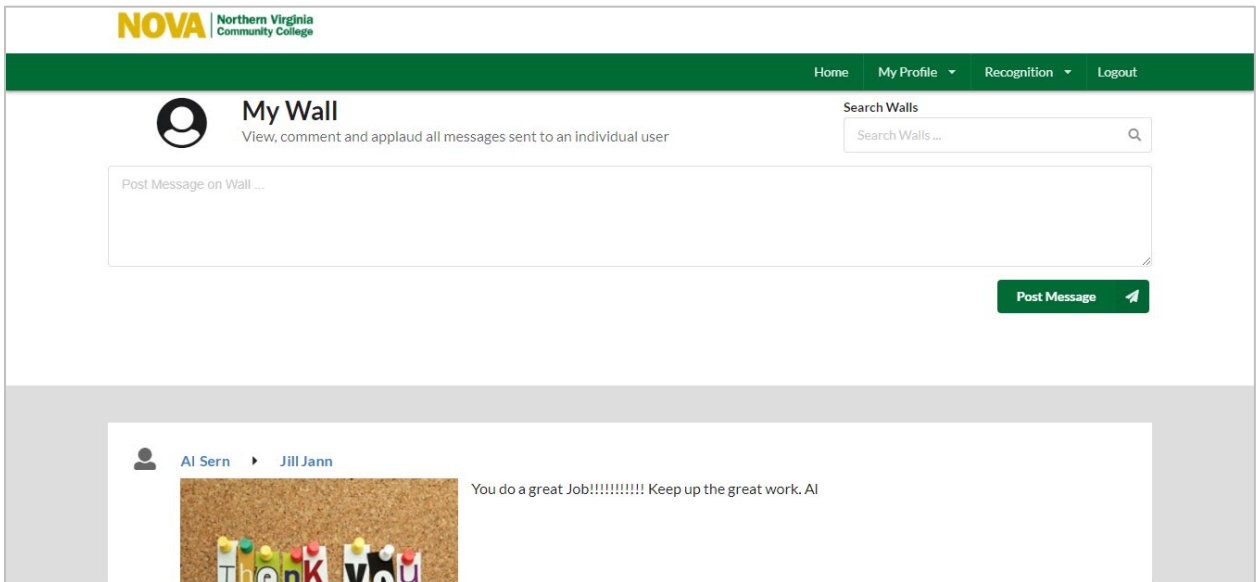 NOVA Northern Virginia
Community College
Home My Profile Recognition Logout
My Wall
View, comment and applaud all messages sent to an individual user
Search Walls
Search Walls ...
Post Message on Wall ...
Post Message
Al Sern Jill Jann
You do a great Job!!!!!!!!!!! Keep up the great work. Al
ThonK you